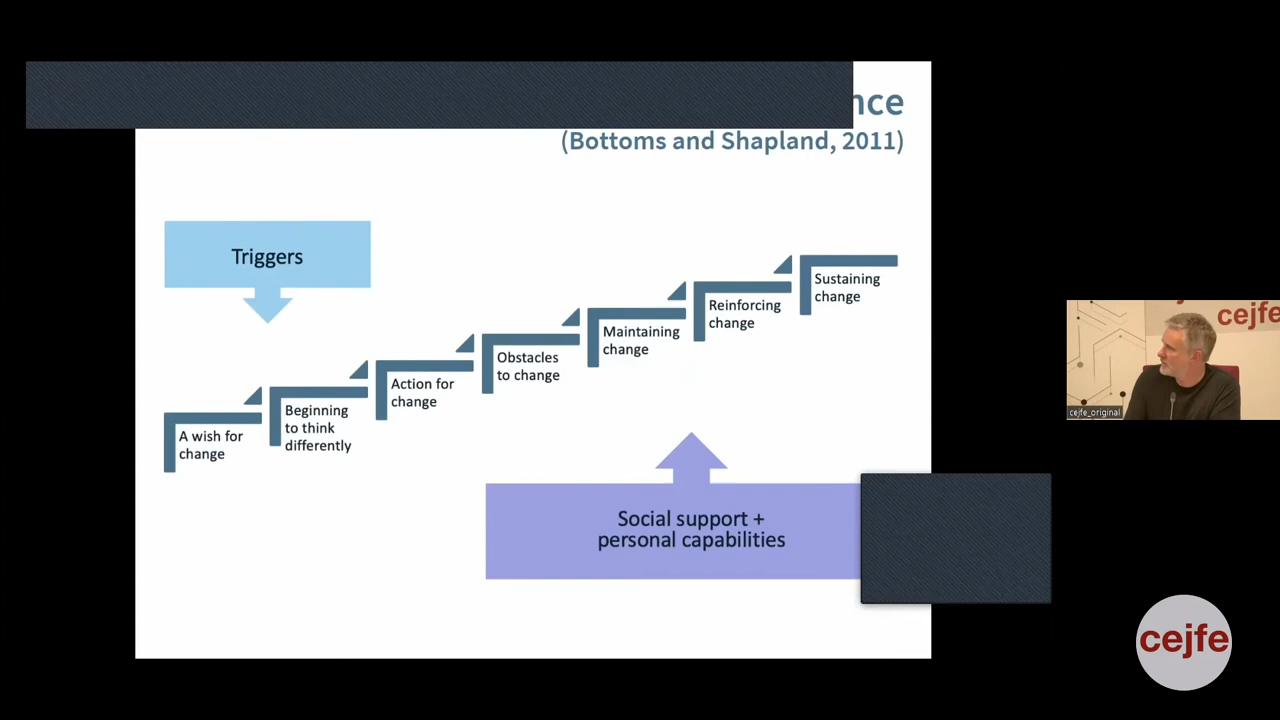 nce
(Bottoms and Shapland, 2011)
Triggers
A wish for
change
Beginning
to think
differently
Action for
change
Obstacles
to change
Maintaining
change
Reinforcing
change
Sustaining
change
Social support +
personal capabilities
cejfe
cejfe_original
cejfe